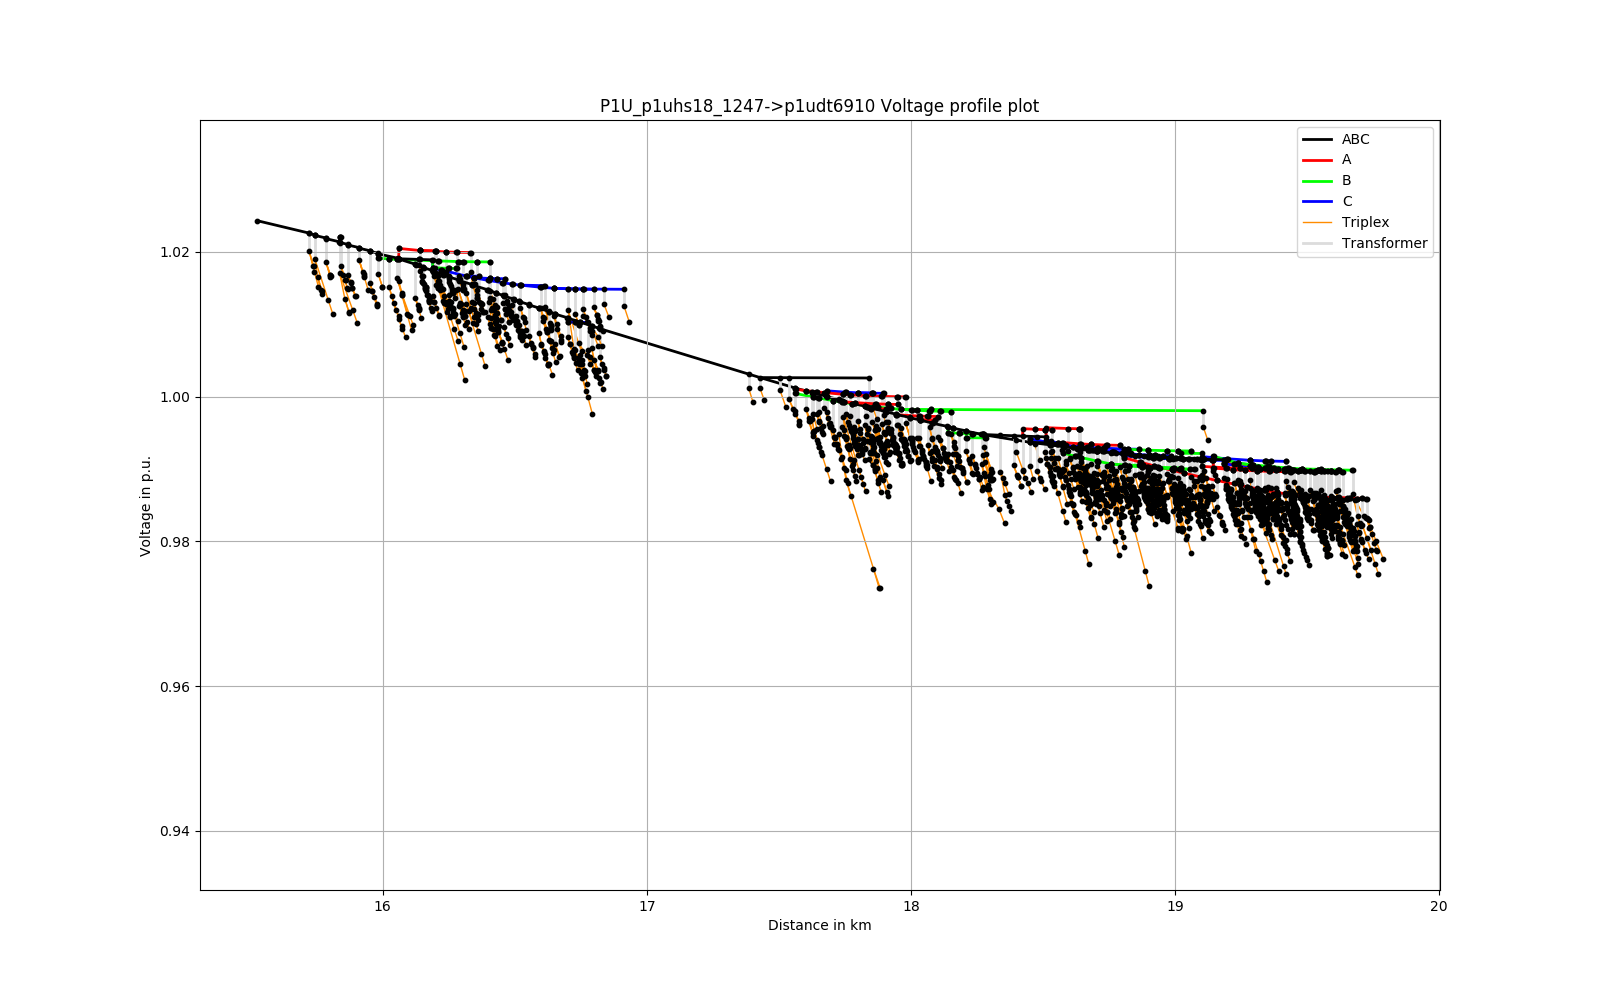 P1U_p1uhs18_1247->p1udt6910 Voltage profile plot
ABC
A
B
C
Triplex
Transformer
1.02
1.00
0.98
0.96
0.94
Voltage in p.u.
16
17
18
19
20
Distance in km